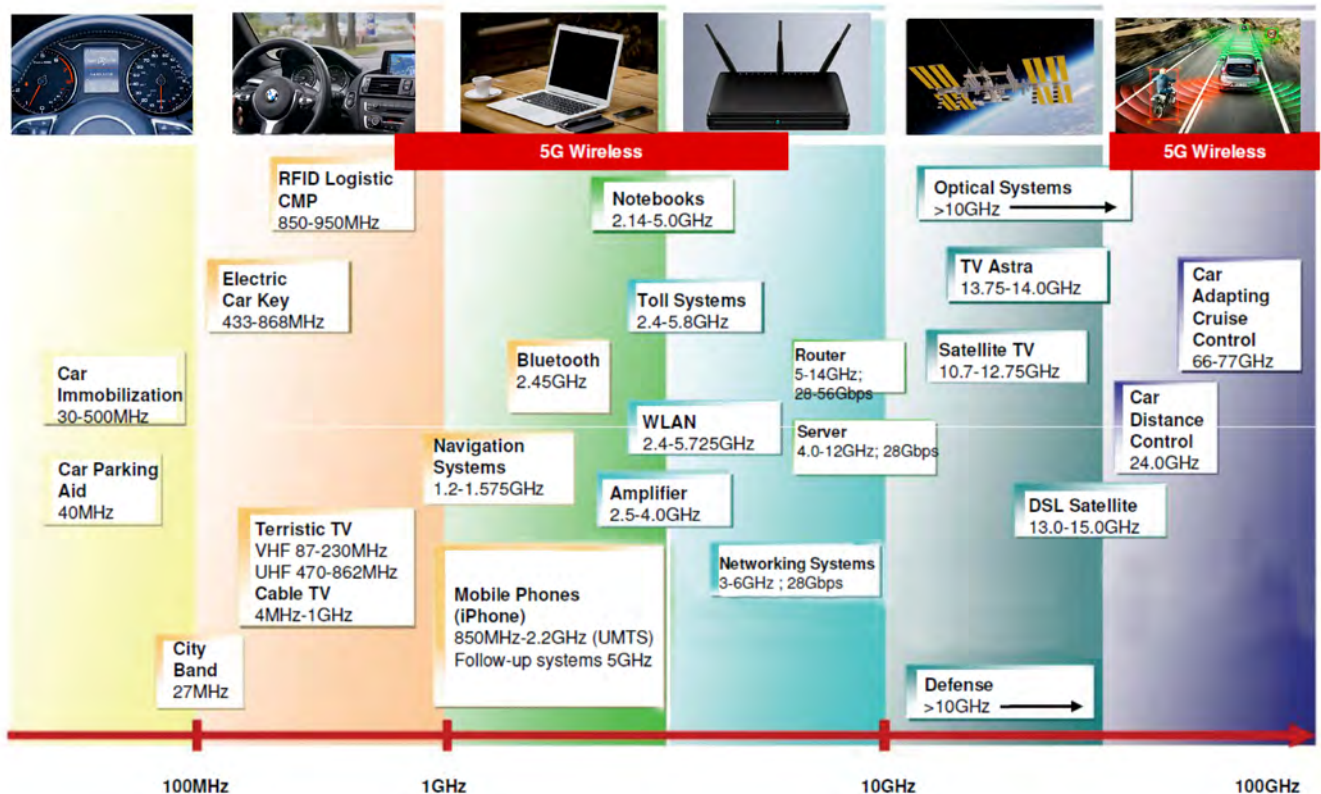 5G Wireless
5G Wireless
RFID Logistic
CMP
850-950MHz
Notebooks
2.14-5.0GHz
Optical Systems
>10GHz
Electric
Car Key
433-868MHz
Toll Systems
2.4-5.8GHz
TV Astra
13.75-14.0GHz
Car
Adapting
Cruise
Control
66-77GHz
Car
Immobilization
30-500MHz
Bluetooth
2.45GHz
Router
5-14GHz;
28-56Gbps
Satellite TV
10.7-12.75GHz
WLAN
2.4-5.725GHz
Server
4.0-12GHz; 28Gbps
Car
Distance
Control
24.0GHz
Car Parking
Aid
40MHz
Navigation
Systems
1.2-1.575GHz
Amplifier
2.5-4.0GHz
DSL Satellite
13.0-15.0GHz
Terristic TV
VHF 87-230MHz
UHF 470-862MHz
Cable TV
4MHz-1GHz
Mobile Phones
(iPhone)
850MHz-2.2GHz (UMTS)
Follow-up systems 5GHz
Networking Systems
3-6GHz ; 28Gbps
City
Band
27MHz
Defense
>10GHz
100MHz
1GHz
10GHz
100GHz